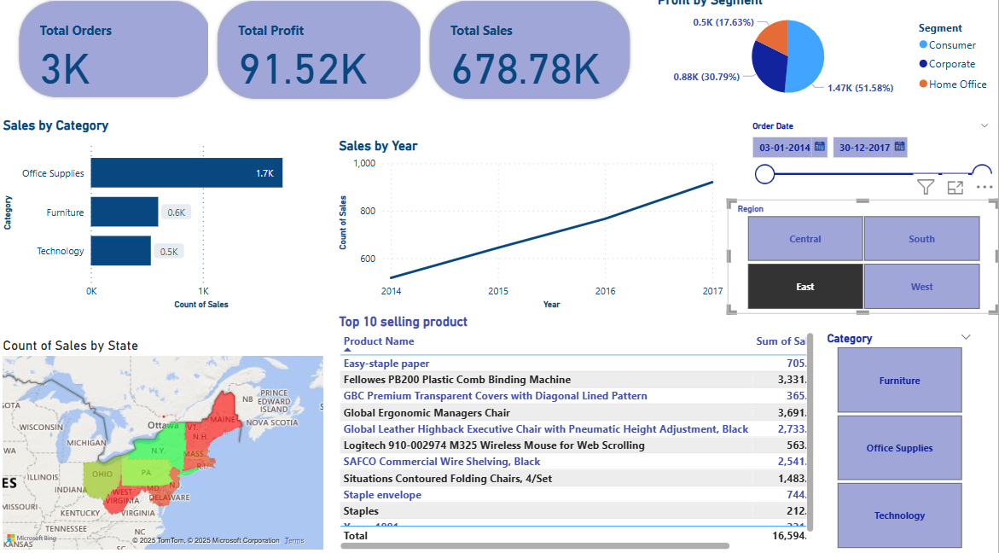 Total Orders
3K
Total Profit
91.52K
Total Sales
678.78K
Profit by Segment
0.5K (17.63%)
0.88K (30.79%)
1.47K (51.58%)
Segment
Consumer
Corporate
Home Office
Sales by Category
Category
Office Supplies
1.7K
Furniture
0.6K
Technology
0.5K
0K
1K
Count of Sales
Sales by Year
Count of Sales
1,000
800
600
2014
2015
2016
2017
Year
Order Date
03-01-2014
30-12-2017
Region
Central
South
East
West
Count of Sales by State
OTA
WISCONSIN
MICHIGAN
WA
ILLINOIS
INDIANA
ES
MISSOURI
KENTUCKY
VIRGINIA
TENNESSEE
NC
KANSAS
SC
OHIO
PA
N.Y.
WEST
VIRGINIA
MD
N.J.
DELAWARE
Ottawa
VT.
N.H.
MASS.
R.I.
MAINE
NB
PRINCE
EDWARD
ISLAND
NOVA SCOTIA
Microsoft Bing
© 2025 TomTom, © 2025 Microsoft Corporation Terms
Top 10 selling product
Product Name Sum of Sa
Easy-staple paper 705.
Fellowes PB200 Plastic Comb Binding Machine 3,331.
GBC Premium Transparent Covers with Diagonal Lined Pattern 365.
Global Ergonomic Managers Chair 3,691.
Global Leather Highback Executive Chair with Pneumatic Height Adjustment, Black 2,733.
Logitech 910-002974 M325 Wireless Mouse for Web Scrolling 563.
SAFCO Commercial Wire Shelving, Black 2,541.
Situations Contoured Folding Chairs, 4/Set 1,483.
Staple envelope 744.
Staples 212.
Total 16,594.
Category
Furniture
Office Supplies
Technology